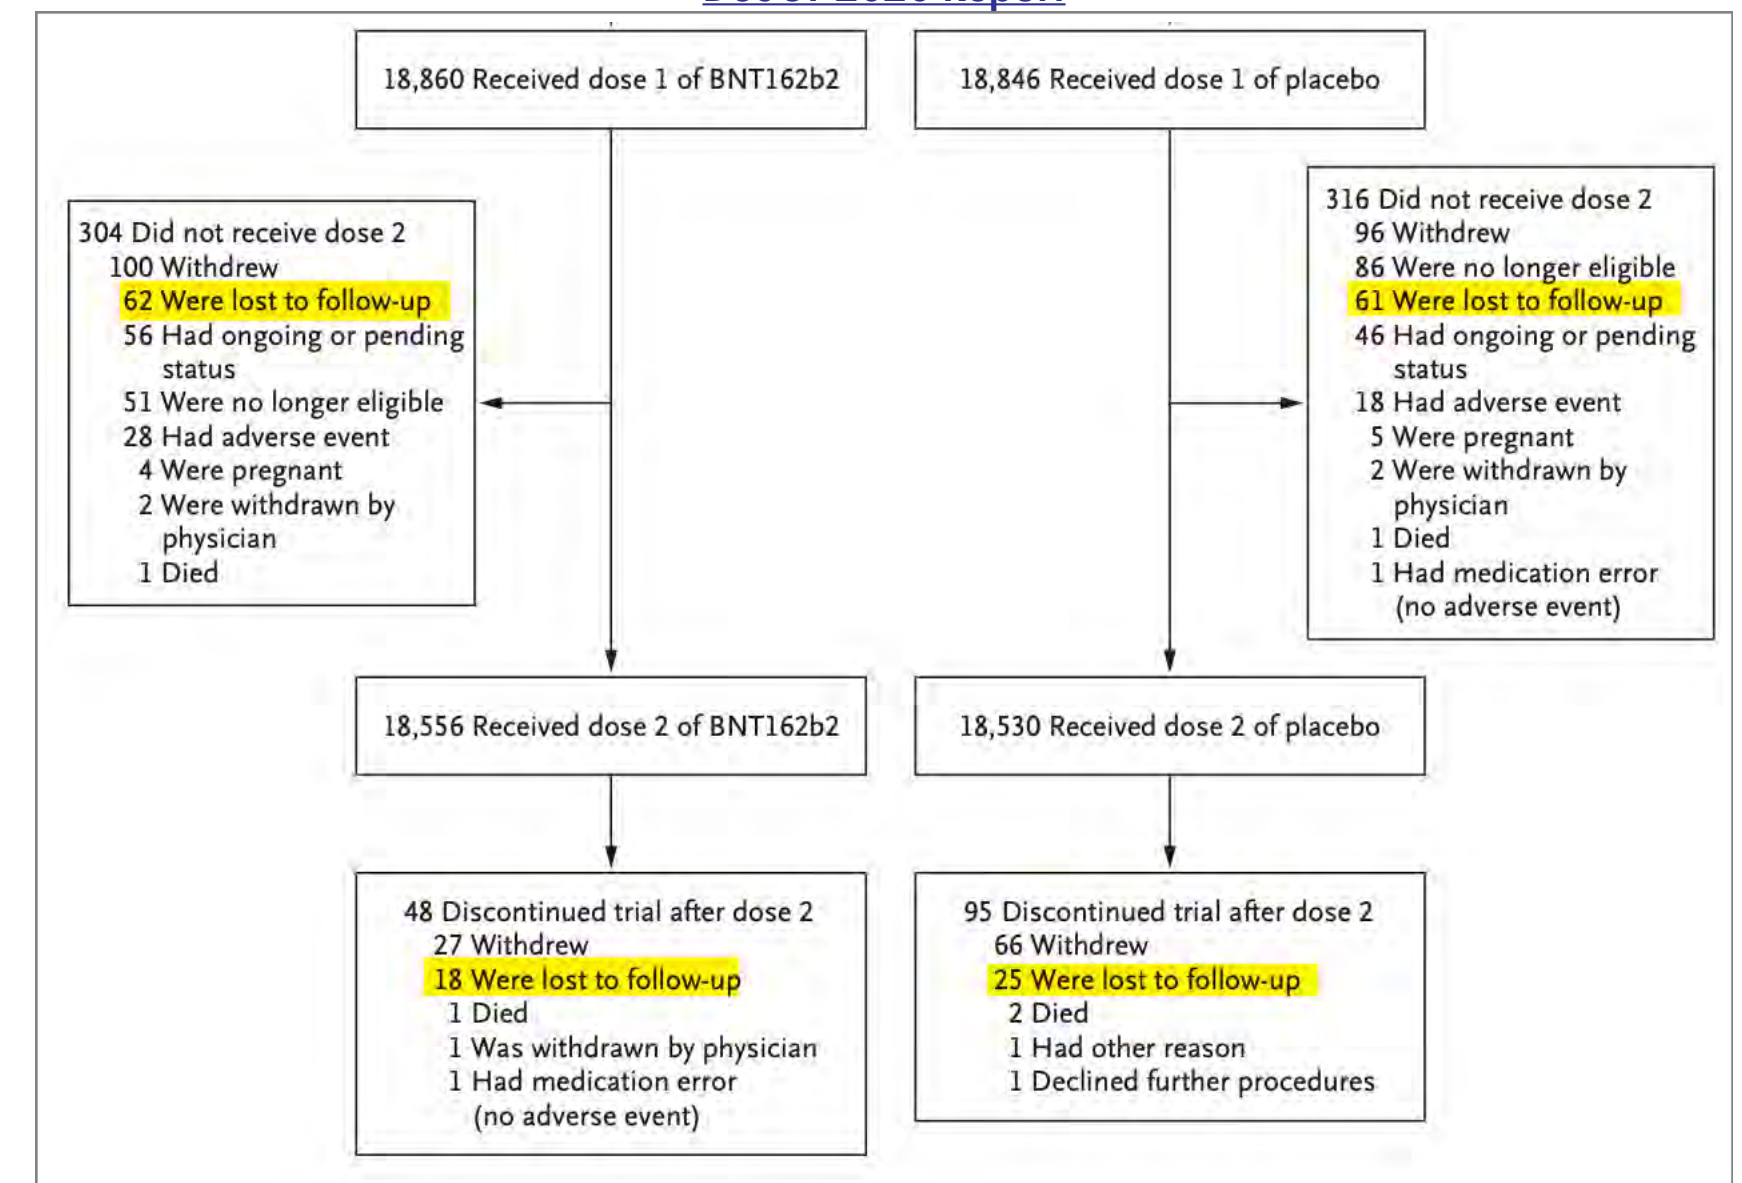 18,860 Received dose 1 of BNT162b2
18,846 Received dose 1 of placebo
304 Did not receive dose 2
100 Withdrew
62 Were lost to follow-up
56 Had ongoing or pending
status
51 Were no longer eligible
28 Had adverse event
4 Were pregnant
2 Were withdrawn by
physician
1 Died
316 Did not receive dose 2
96 Withdrew
86 Were no longer eligible
61 Were lost to follow-up
46 Had ongoing or pending
status
18 Had adverse event
5 Were pregnant
2 Were withdrawn by
physician
1 Died
1 Had medication error
(no adverse event)
18,556 Received dose 2 of BNT162b2
18,530 Received dose 2 of placebo
48 Discontinued trial after dose 2
27 Withdrew
18 Were lost to follow-up
1 Died
1 Was withdrawn by physician
1 Had medication error
(no adverse event)
95 Discontinued trial after dose 2
66 Withdrew
25 Were lost to follow-up
2 Died
1 Had other reason
1 Declined further procedures